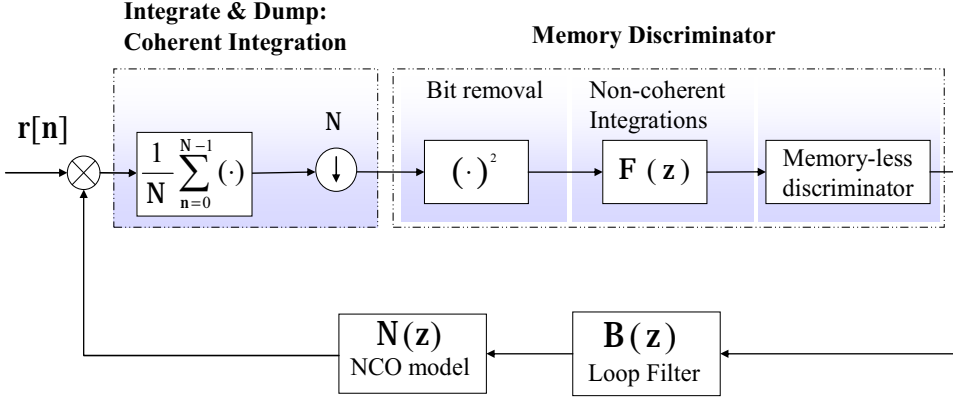 Integrate & Dump:
Coherent Integration
Memory Discriminator
Bit removal
Non-coherent
Integrations
r[n]
N
1/N ∑_{n=0}^{N−1} (·)
↓
(·)²
F(z)
Memory-less
discriminator
N(z)
NCO model
B(z)
Loop Filter